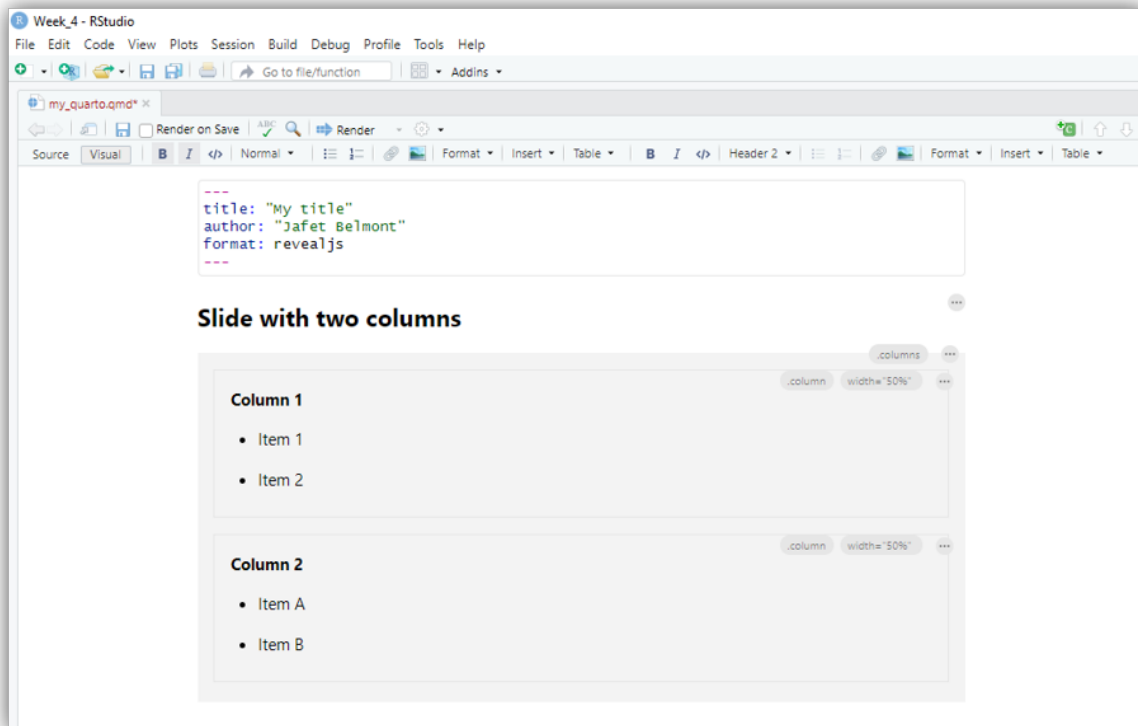 Week_4 - RStudio
File Edit Code View Plots Session Build Debug Profile Tools Help
Go to file/function Addins
my_quarto.qmd*
Render on Save ABC Render
Source Visual B I </> Normal Format Insert Table B I </> Header 2 Format Insert Table
---
title: "My title"
author: "Jafet Belmont"
format: revealjs
---
Slide with two columns
.columns
.column width="50%"
Column 1
• Item 1
• Item 2
.column width="50%"
Column 2
• Item A
• Item B